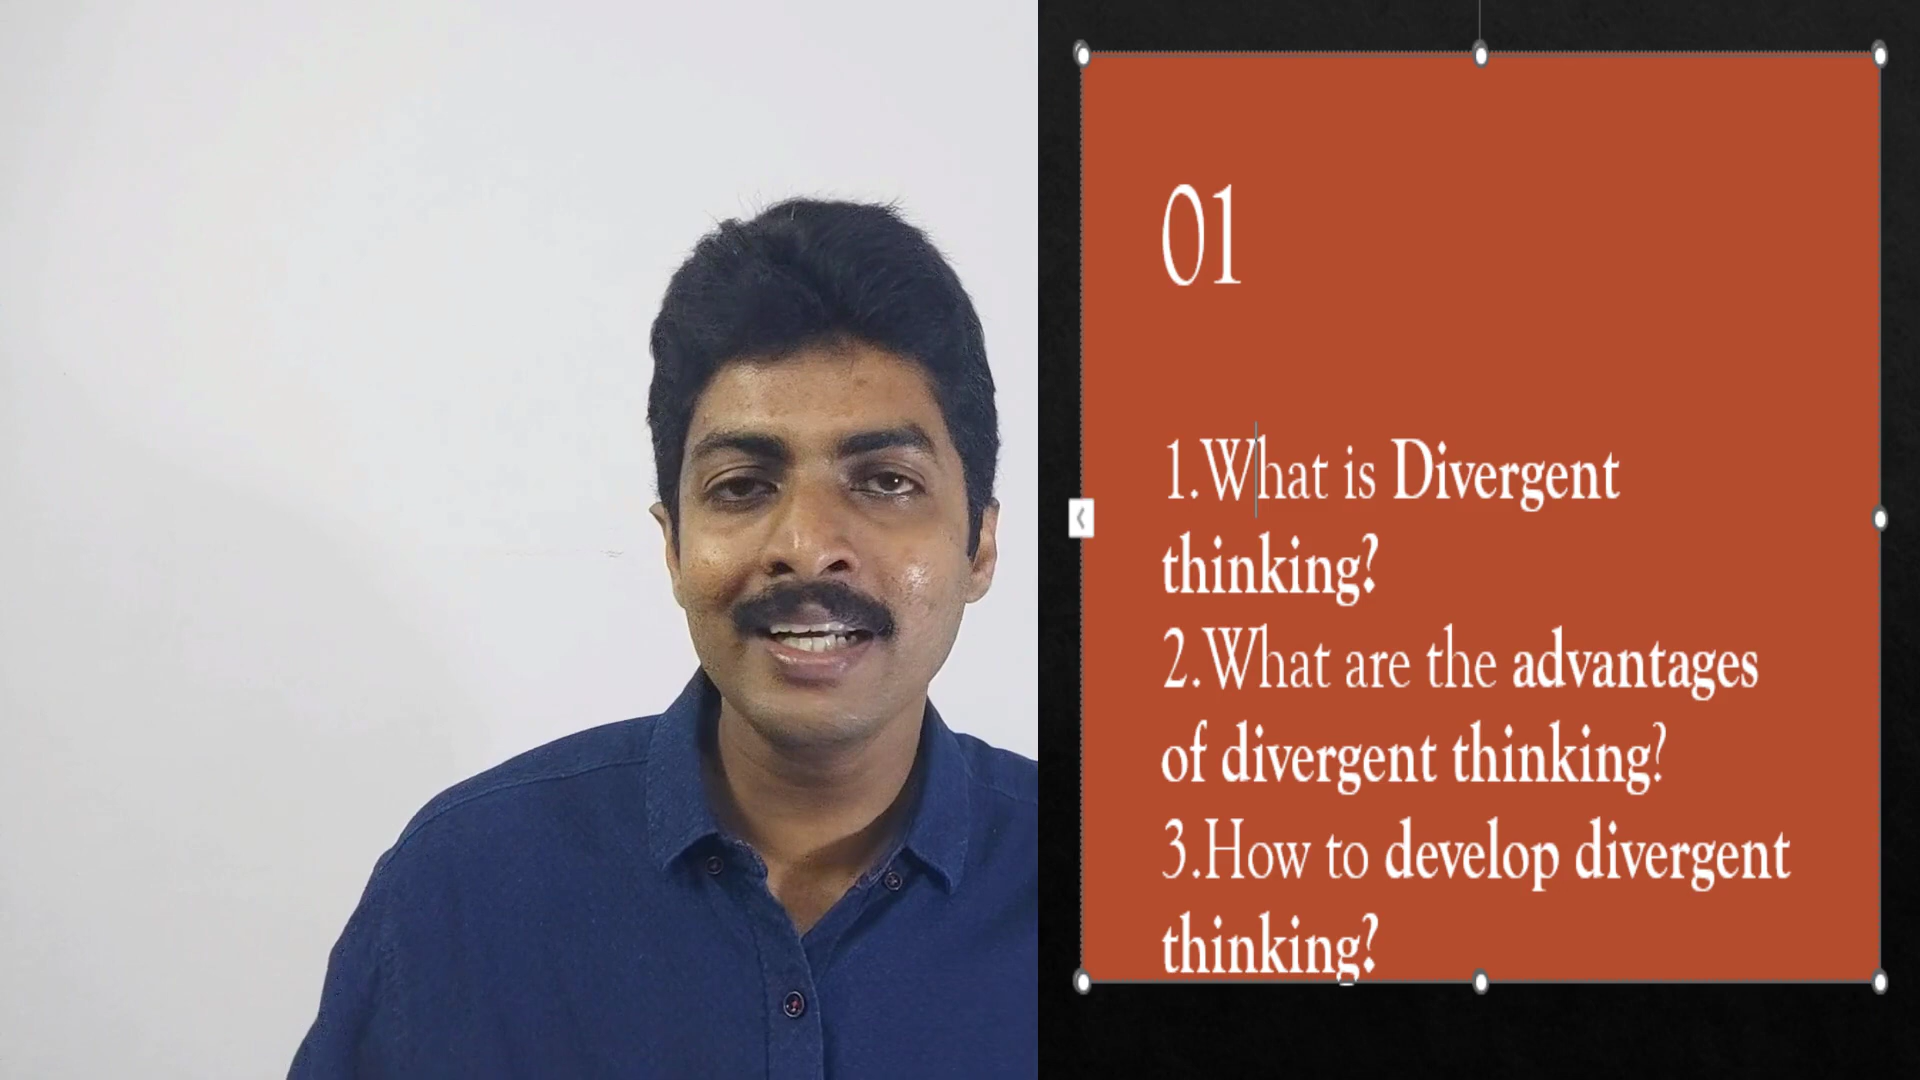 01
1.What is Divergent
thinking?
2.What are the advantages
of divergent thinking?
3.How to develop divergent
thinking?